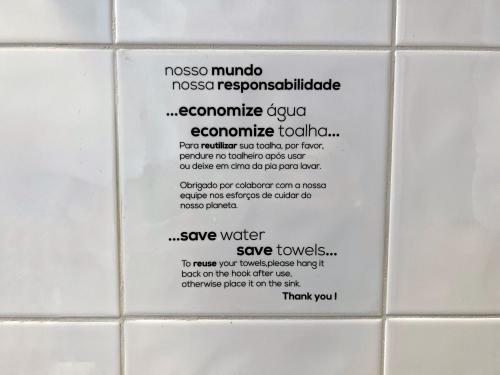 nosso mundo
nossa responsabilidade
...economize água
economize toalha...
Para reutilizar sua toalha, por favor,
pendure no toalheiro após usar
ou deixe em cima da pia para lavar.
Obrigado por colaborar com a nossa
equipe nos esforços de cuidar do
nosso planeta.
...save water
save towels...
To reuse your towels,please hang it
back on the hook after use,
otherwise place it on the sink.
Thank you !